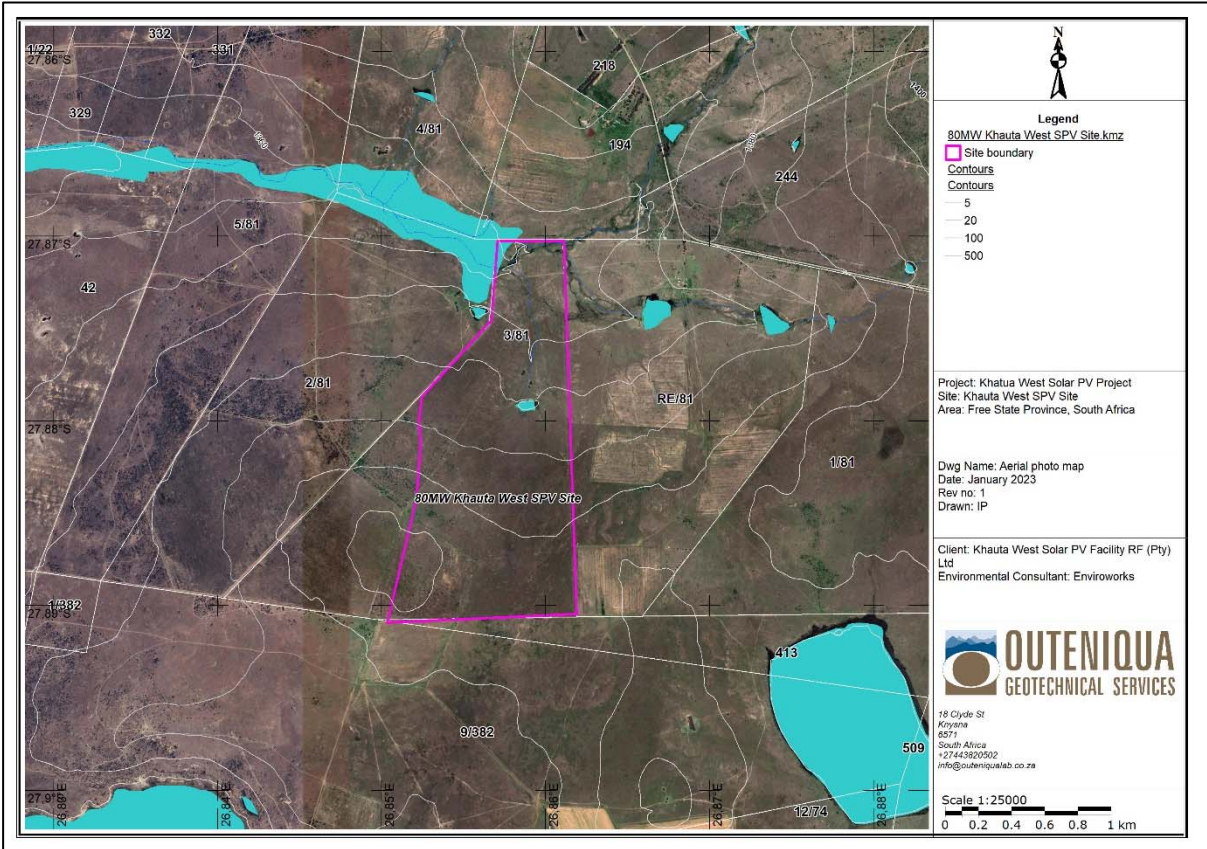 332
1/22
331
27,86°S
218
329
4/81
194
244
27,87°S
5/81
42
3/81
2/81
RE/81
27,88°S
1/81
80MW Khauta West SPV Site
1/382
27,89°S
413
9/382
509
27,9°S
26,84°E
26,85°E
26,86°E
26,87°E
26,88°E
12/74
N
Legend
80MW Khauta West SPV Site.kmz
Site boundary
Contours
Contours
5
20
100
500
Project: Khatua West Solar PV Project
Site: Khauta West SPV Site
Area: Free State Province, South Africa
Dwg Name: Aerial photo map
Date: January 2023
Rev no: 1
Drawn: IP
Client: Khauta West Solar PV Facility RF (Pty)
Ltd
Environmental Consultant: Enviroworks
OUTENIQUA
GEOTECHNICAL SERVICES
18 Clyde St
Knysna
6571
South Africa
+27443820502
info@outeniqualab.co.za
Scale 1:25000
0 0.2 0.4 0.6 0.8 1 km